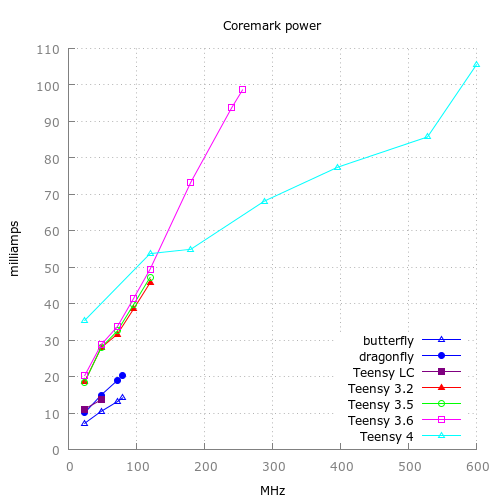 Coremark power
110
100
90
80
70
60
50
40
30
20
10
0
milliamps
butterfly
dragonfly
Teensy LC
Teensy 3.2
Teensy 3.5
Teensy 3.6
Teensy 4
0 100 200 300 400 500 600
MHz